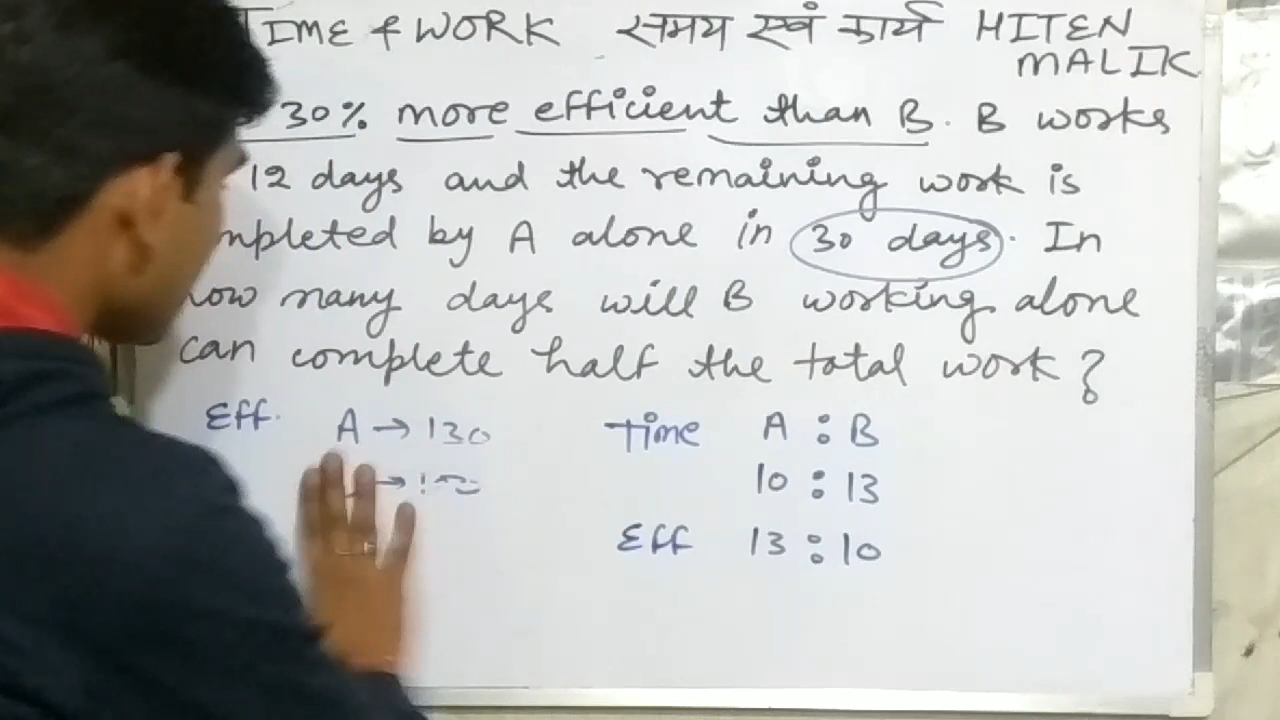 TIME & WORK समय एवं कार्य HITEN
MALIK
30% more efficient than B. B works
12 days and the remaining work is
mpleted by A alone in 30 days. In
how many days will B working alone
can complete half the total work?
Eff. A → 130 Time A : B
→ 10 : 13
Eff 13 : 10